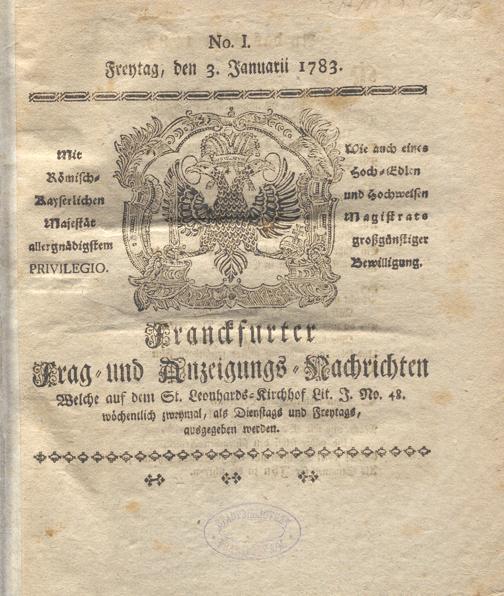 No. I.
Freytag, den 3. Januarii 1783.
Mit
Römisch-
Kayserlichen
Majestät
allergnädigstem
PRIVILEGIO.
Wie auch eines
Hoch-Edlen
und Hochweisen
Magistrats
großgünstiger
Bewilligung.
Franckfurter
Frag- und Anzeigungs-Nachrichten
Welche auf dem St. Leonhards-Kirchhof Lit. J. No. 48.
wöchentlich zweymal, als Dienstags und Freytags,
ausgegeben werden.
STADTBIBLIOTHEK